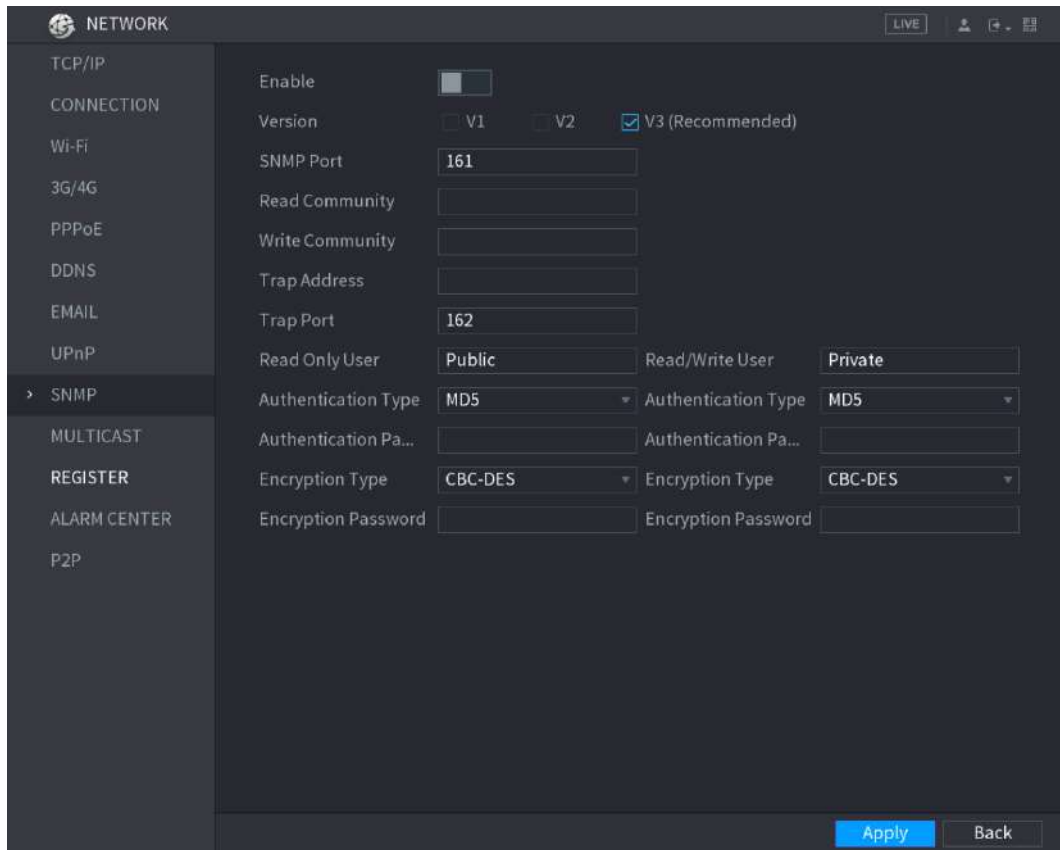 NETWORK
LIVE
TCP/IP
CONNECTION
Wi-Fi
3G/4G
PPPoE
DDNS
EMAIL
UPnP
SNMP
MULTICAST
REGISTER
ALARM CENTER
P2P
Enable
Version V1 V2 V3 (Recommended)
SNMP Port 161
Read Community
Write Community
Trap Address
Trap Port 162
Read Only User Public Read/Write User Private
Authentication Type MD5 Authentication Type MD5
Authentication Pa... Authentication Pa...
Encryption Type CBC-DES Encryption Type CBC-DES
Encryption Password Encryption Password
Apply Back